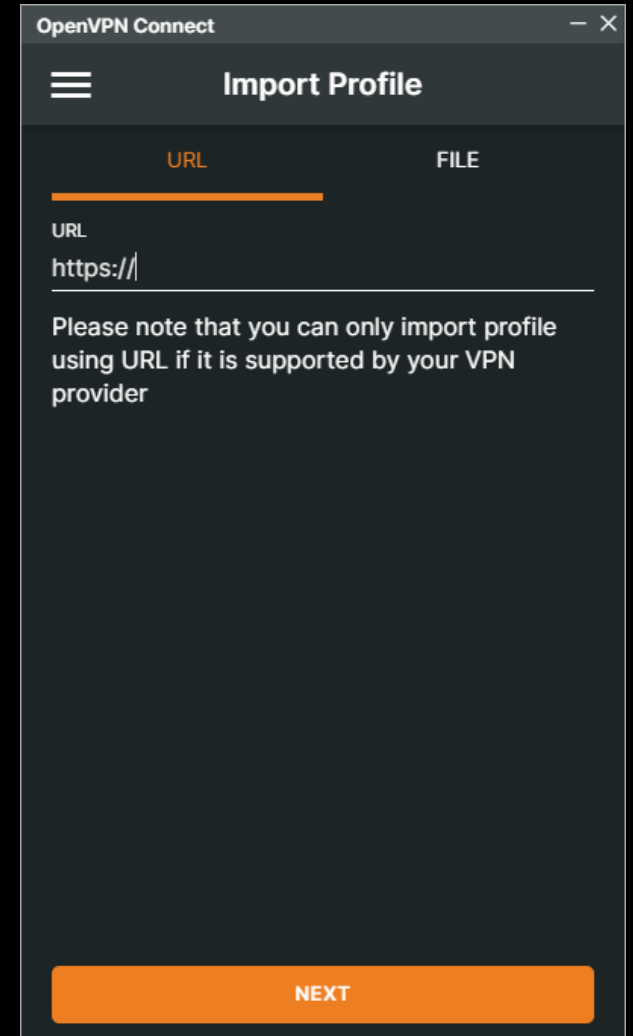 OpenVPN Connect
Import Profile
URL
FILE
URL
https://
Please note that you can only import profile
using URL if it is supported by your VPN
provider
NEXT